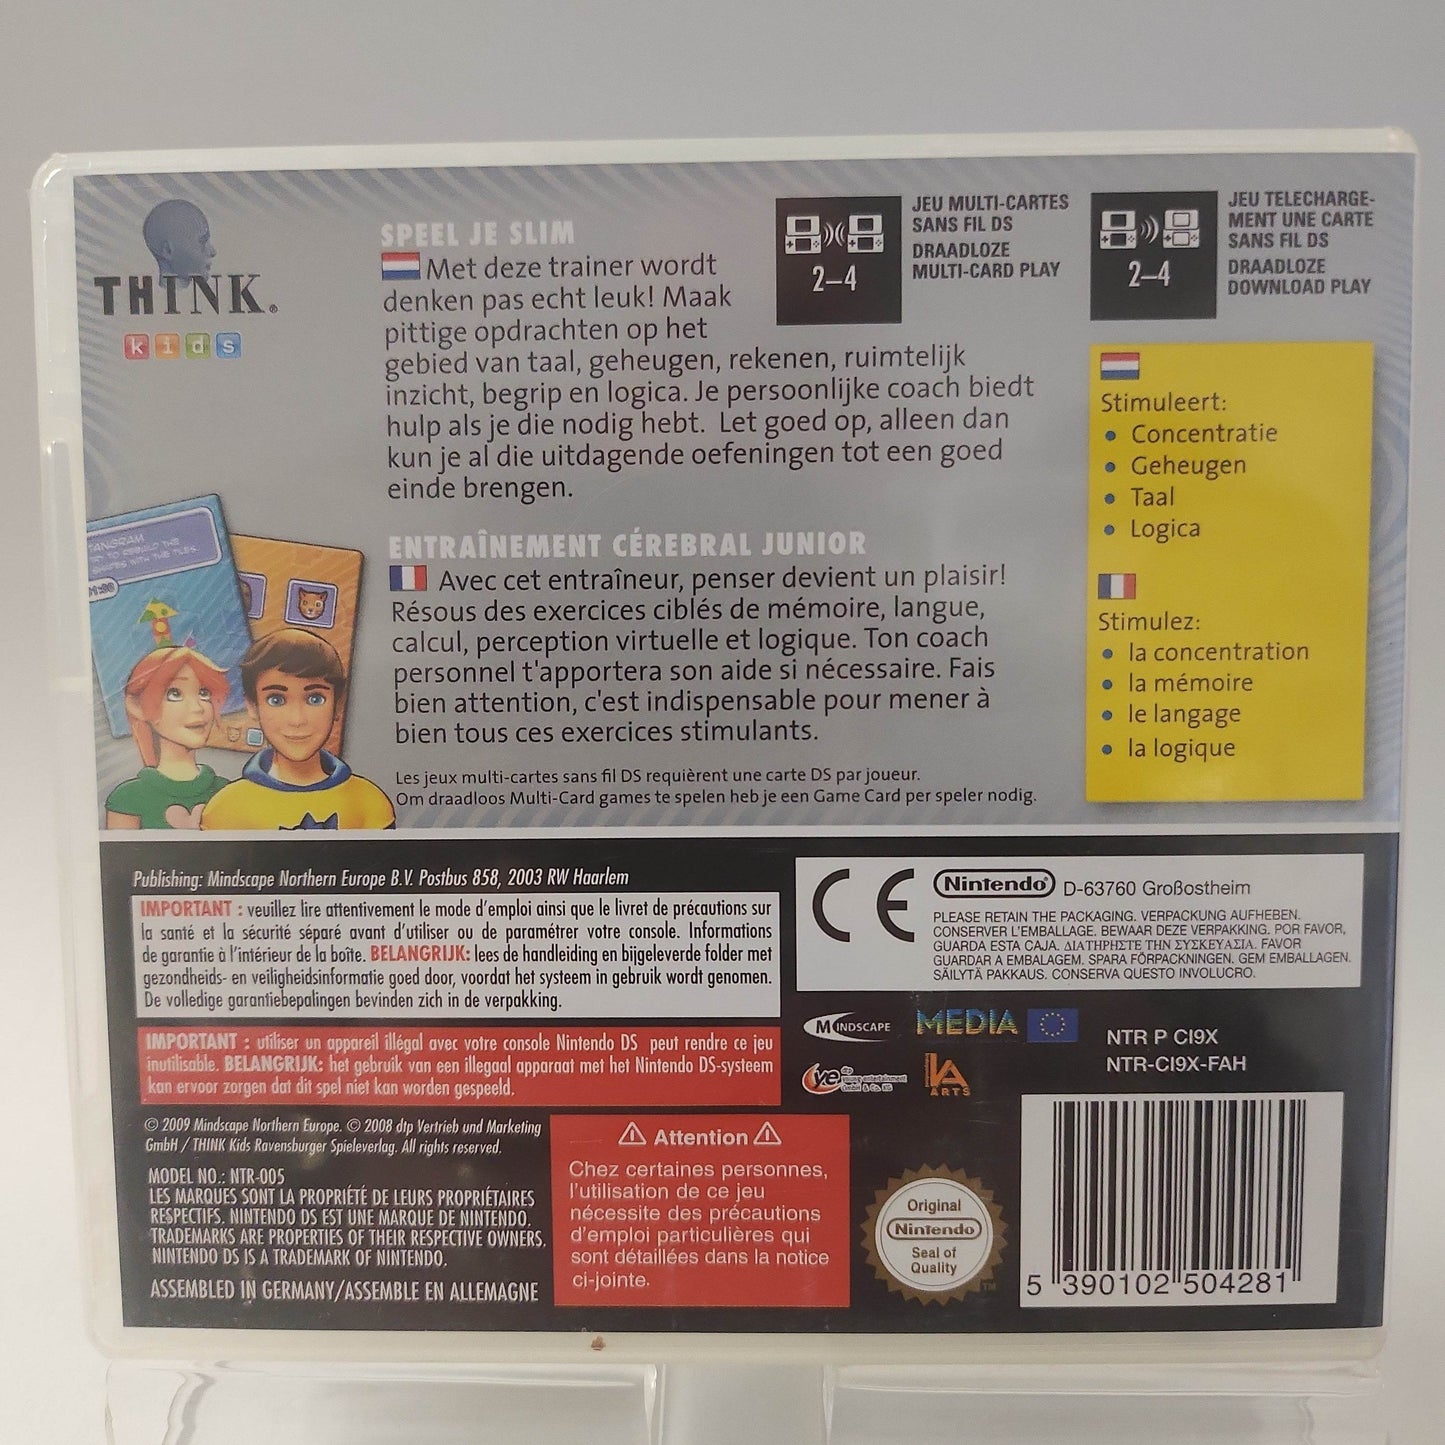 THINK®
kids
SPEEL JE SLIM
Met deze trainer wordt
denken pas echt leuk! Maak
pittige opdrachten op het
gebied van taal, geheugen, rekenen, ruimtelijk
inzicht, begrip en logica. Je persoonlijke coach biedt
hulp als je die nodig hebt. Let goed op, alleen dan
kun je al die uitdagende oefeningen tot een goed
einde brengen.
ENTRAÎNEMENT CÉREBRAL JUNIOR
Avec cet entraîneur, penser devient un plaisir!
Résous des exercices ciblés de mémoire, langue,
calcul, perception virtuelle et logique. Ton coach
personnel t'apportera son aide si nécessaire. Fais
bien attention, c'est indispensable pour mener à
bien tous ces exercices stimulants.
Les jeux multi-cartes sans fil DS requièrent une carte DS par joueur.
Om draadloos Multi-Card games te spelen heb je een Game Card per speler nodig.
2–4
JEU MULTI-CARTES
SANS FIL DS
DRAADLOZE
MULTI-CARD PLAY
2–4
JEU TELECHARGE-
MENT UNE CARTE
SANS FIL DS
DRAADLOZE
DOWNLOAD PLAY
Stimuleert:
• Concentratie
• Geheugen
• Taal
• Logica
Stimulez:
• la concentration
• la mémoire
• le langage
• la logique
TANGRAM
TO REBUILD THE
SHAPES WITH THE TILES.
Publishing: Mindscape Northern Europe B.V. Postbus 858, 2003 RW Haarlem
IMPORTANT : veuillez lire attentivement le mode d'emploi ainsi que le livret de précautions sur
la santé et la sécurité séparé avant d'utiliser ou de paramétrer votre console. Informations
de garantie à l'intérieur de la boîte. BELANGRIJK: lees de handleiding en bijgeleverde folder met
gezondheids- en veiligheidsinformatie goed door, voordat het systeem in gebruik wordt genomen.
De volledige garantiebepalingen bevinden zich in de verpakking.
IMPORTANT : utiliser un appareil illégal avec votre console Nintendo DS peut rendre ce jeu
inutilisable. BELANGRIJK: het gebruik van een illegaal apparaat met het Nintendo DS-systeem
kan ervoor zorgen dat dit spel niet kan worden gespeeld.
© 2009 Mindscape Northern Europe. © 2008 dtp Vertrieb und Marketing
GmbH / THINK Kids Ravensburger Spieleverlag. All rights reserved.
MODEL NO.: NTR-005
LES MARQUES SONT LA PROPRIÉTÉ DE LEURS PROPRIÉTAIRES
RESPECTIFS. NINTENDO DS EST UNE MARQUE DE NINTENDO.
TRADEMARKS ARE PROPERTIES OF THEIR RESPECTIVE OWNERS.
NINTENDO DS IS A TRADEMARK OF NINTENDO.
ASSEMBLED IN GERMANY/ASSEMBLE EN ALLEMAGNE
Attention
Chez certaines personnes,
l'utilisation de ce jeu
nécessite des précautions
d'emploi particulières qui
sont détaillées dans la notice
ci-jointe.
CE
Nintendo D-63760 Großostheim
PLEASE RETAIN THE PACKAGING. VERPACKUNG AUFHEBEN.
CONSERVER L'EMBALLAGE. BEWAAR DEZE VERPAKKING. POR FAVOR,
GUARDA ESTA CAJA. ΔΙΑΤΗΡΗΣΤΕ ΤΗΝ ΣΥΣΚΕΥΑΣΙΑ. FAVOR
GUARDAR A EMBALAGEM. SPARA FÖRPACKNINGEN. GEM EMBALLAGEN.
SÄILYTÄ PAKKAUS. CONSERVA QUESTO INVOLUCRO.
MINDSCAPE
MEDIA
dtp
young entertainment
GmbH & Co. KG
LA
ARTS
NTR P CI9X
NTR-CI9X-FAH
Original
Nintendo
Seal of
Quality
TM
5 390102 504281